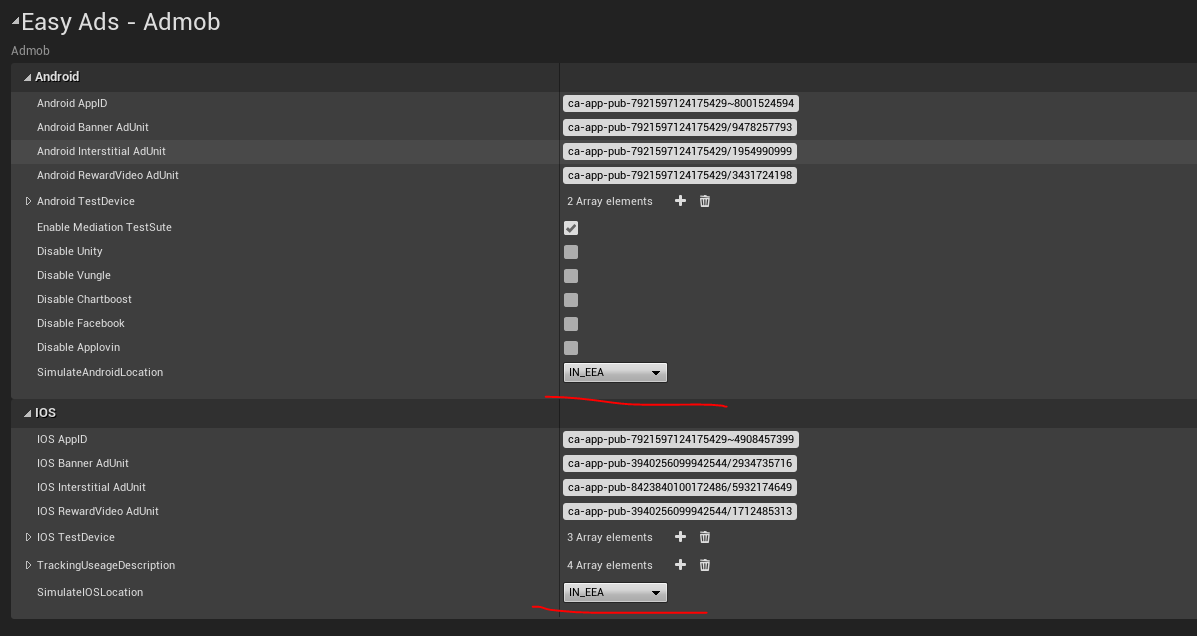 Easy Ads - Admob
Admob
Android
Android AppID ca-app-pub-7921597124175429~8001524594
Android Banner AdUnit ca-app-pub-7921597124175429/9478257793
Android Interstitial AdUnit ca-app-pub-7921597124175429/1954990999
Android RewardVideo AdUnit ca-app-pub-7921597124175429/3431724198
Android TestDevice 2 Array elements
Enable Mediation TestSute
Disable Unity
Disable Vungle
Disable Chartboost
Disable Facebook
Disable Applovin
SimulateAndroidLocation IN_EEA
IOS
IOS AppID ca-app-pub-7921597124175429~4908457399
IOS Banner AdUnit ca-app-pub-3940256099942544/2934735716
IOS Interstitial AdUnit ca-app-pub-8423840100172486/5932174649
IOS RewardVideo AdUnit ca-app-pub-3940256099942544/1712485313
IOS TestDevice 3 Array elements
TrackingUseageDescription 4 Array elements
SimulateIOSLocation IN_EEA